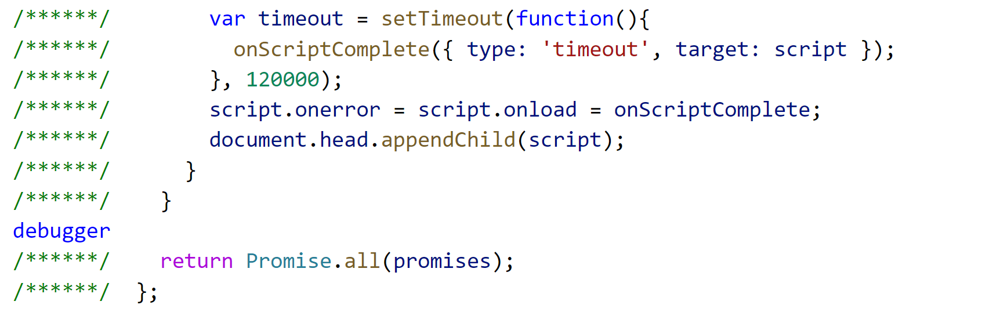 /******/        var timeout = setTimeout(function(){
/******/          onScriptComplete({ type: 'timeout', target: script });
/******/        }, 120000);
/******/        script.onerror = script.onload = onScriptComplete;
/******/        document.head.appendChild(script);
/******/      }
/******/    }
debugger
/******/    return Promise.all(promises);
/******/  };